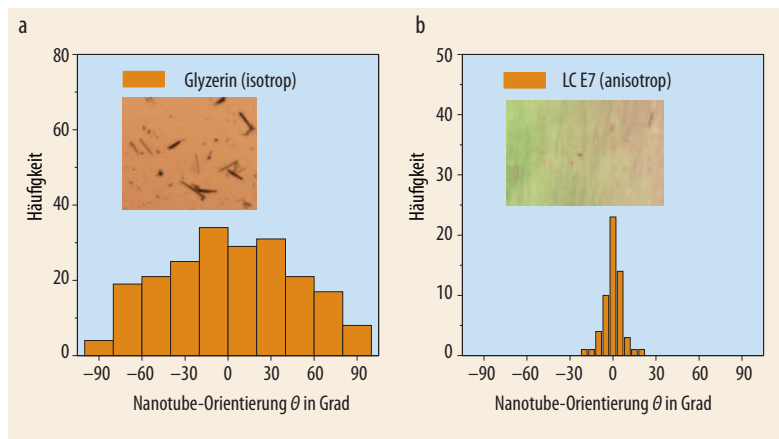 a
80
60
40
20
0
Häufigkeit
Glyzerin (isotrop)
−90 −60 −30 0 30 60 90
Nanotube-Orientierung θ in Grad
b
50
40
30
20
10
0
Häufigkeit
LC E7 (anisotrop)
−90 −60 −30 0 30 60 90
Nanotube-Orientierung θ in Grad